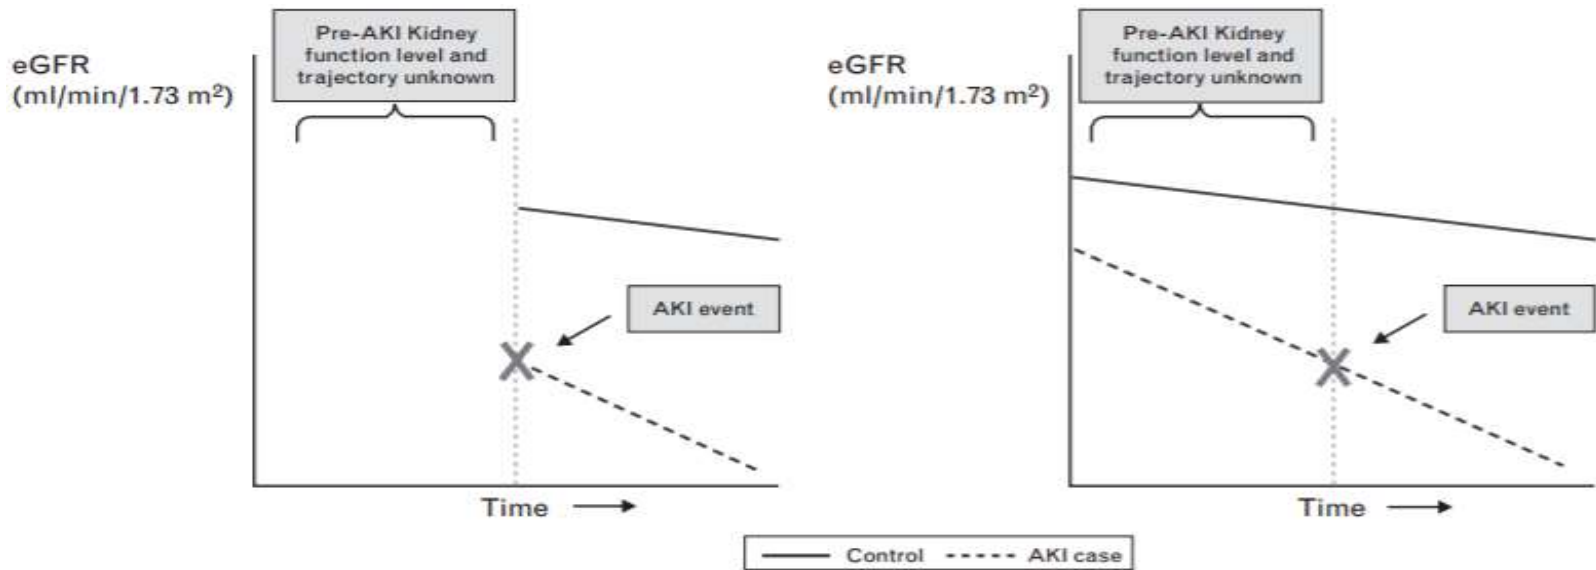 Pre-AKI Kidney
function level and
trajectory unknown
eGFR
(ml/min/1.73 m²)
AKI event
Time
Pre-AKI Kidney
function level and
trajectory unknown
eGFR
(ml/min/1.73 m²)
AKI event
Time
Control
AKI case